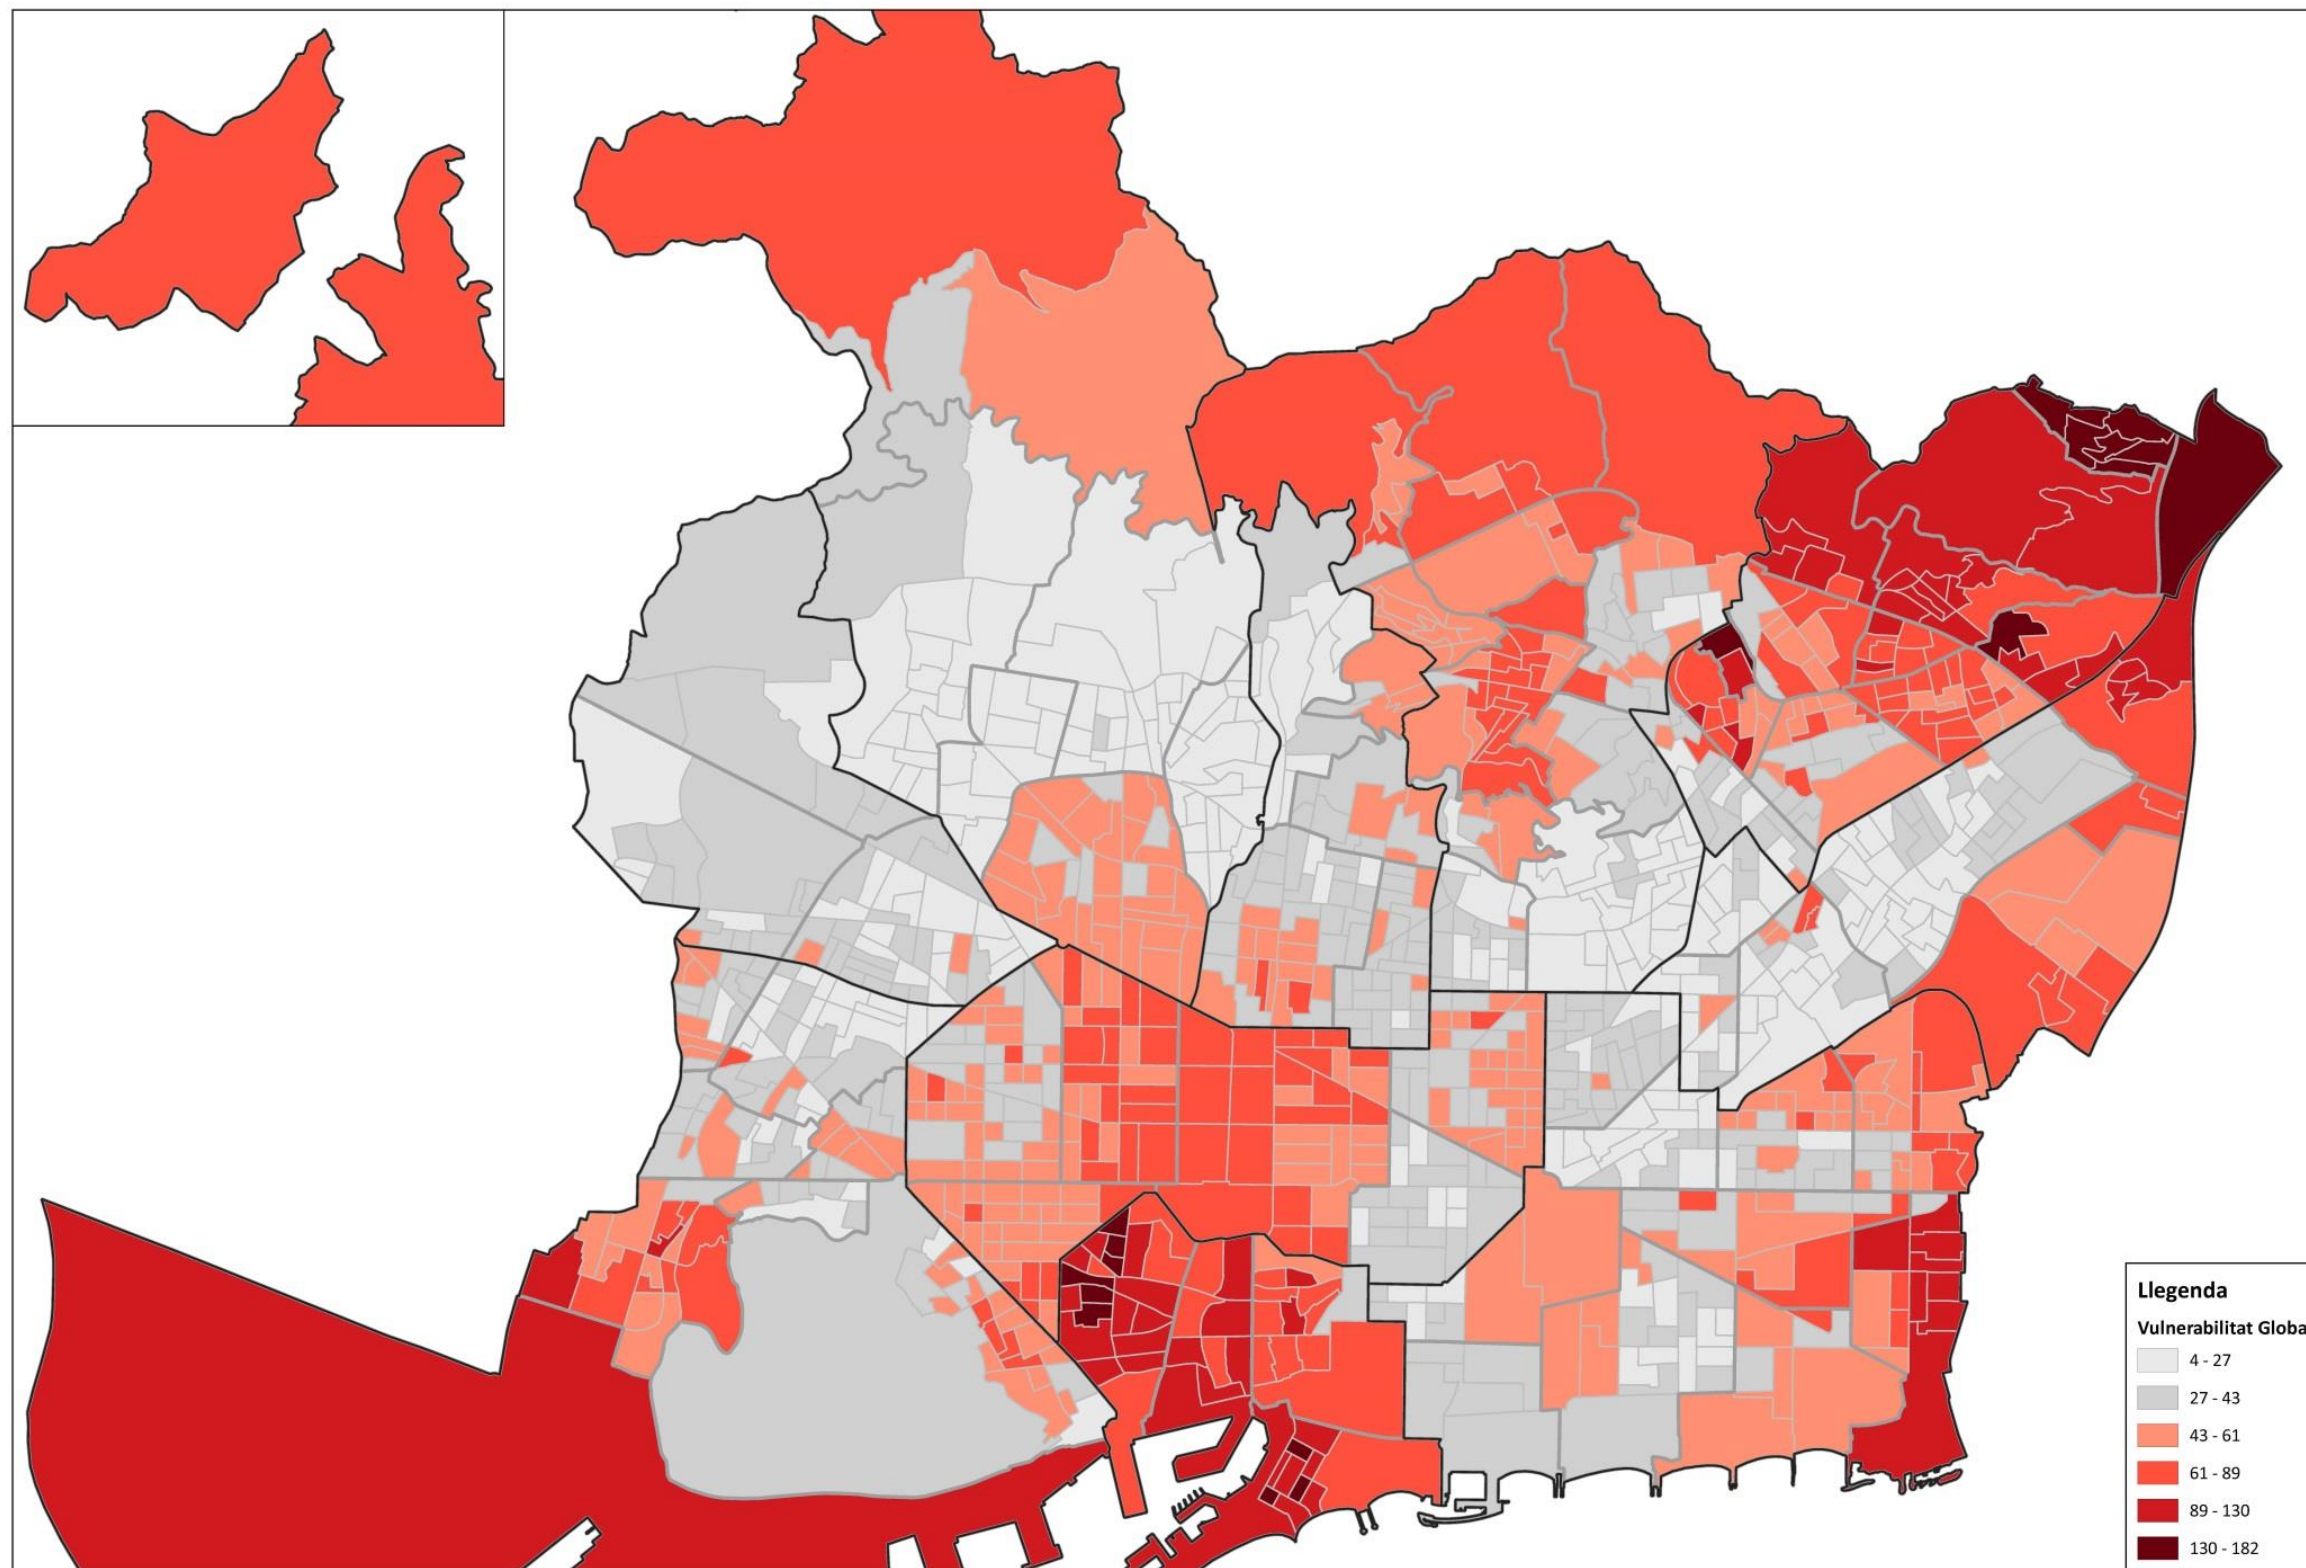 Llegenda
Vulnerabilitat Globa
4 - 27
27 - 43
43 - 61
61 - 89
89 - 130
130 - 182